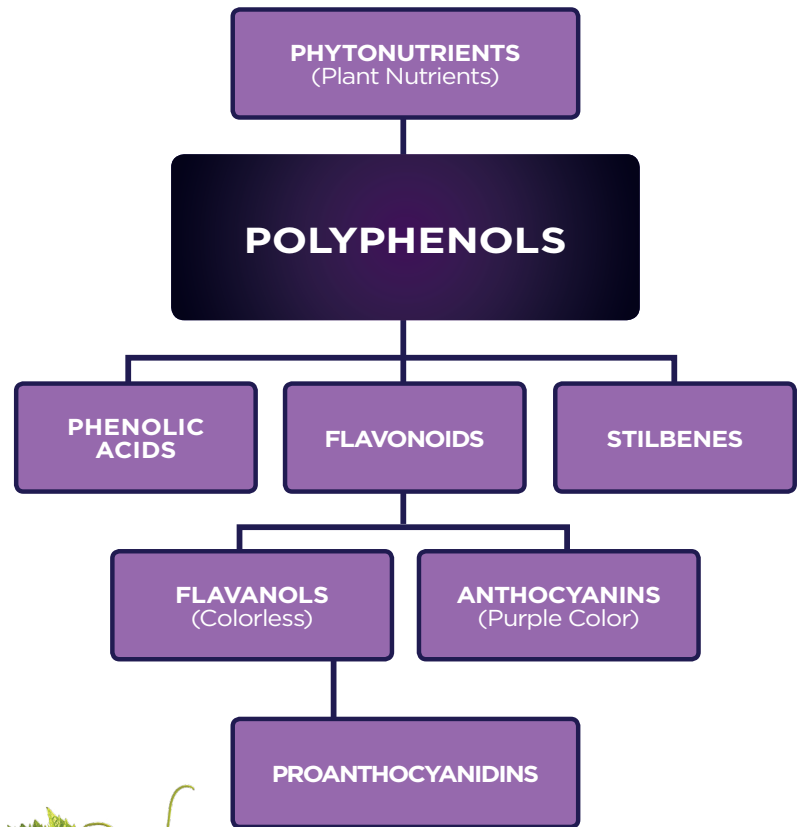 PHYTONUTRIENTS
(Plant Nutrients)
POLYPHENOLS
PHENOLIC
ACIDS
FLAVONOIDS
STILBENES
FLAVANOLS
(Colorless)
ANTHOCYANINS
(Purple Color)
PROANTHOCYANIDINS